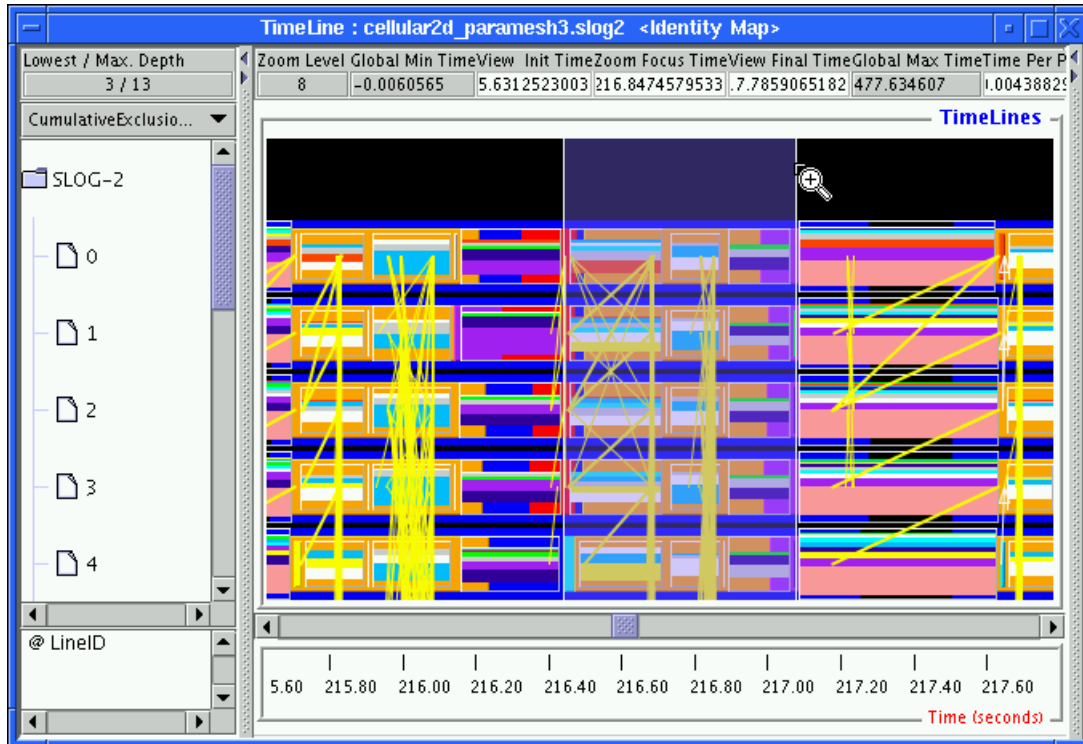 TimeLine : cellular2d_paramesh3.slog2 <Identity Map>
Lowest / Max. Depth
3 / 13
CumulativeExclusio...
SLOG-2
0
1
2
3
4
@ LineID
Zoom Level Global Min Time View Init Time Zoom Focus Time View Final Time Global Max Time Time Per P
8 -0.0060565 5.6312523003 216.8474579533 .7.7859065182 477.634607 .00438829
TimeLines
5.60 215.80 216.00 216.20 216.40 216.60 216.80 217.00 217.20 217.40 217.60
Time (seconds)